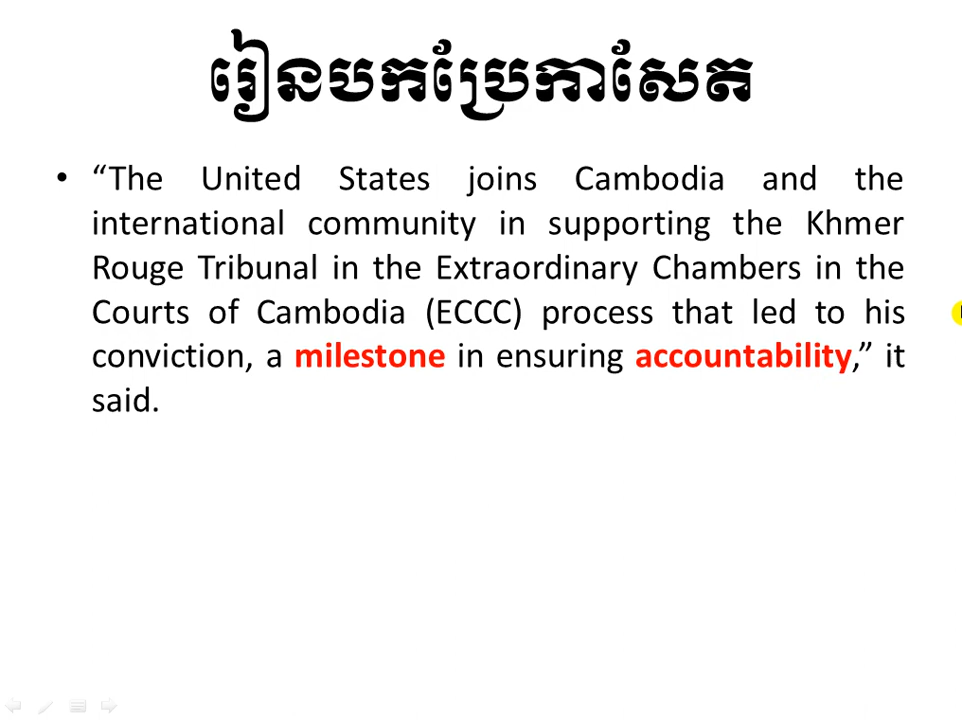 រៀនបកប្រែកាសែត
• “The United States joins Cambodia and the
international community in supporting the Khmer
Rouge Tribunal in the Extraordinary Chambers in the
Courts of Cambodia (ECCC) process that led to his
conviction, a milestone in ensuring accountability,” it
said.